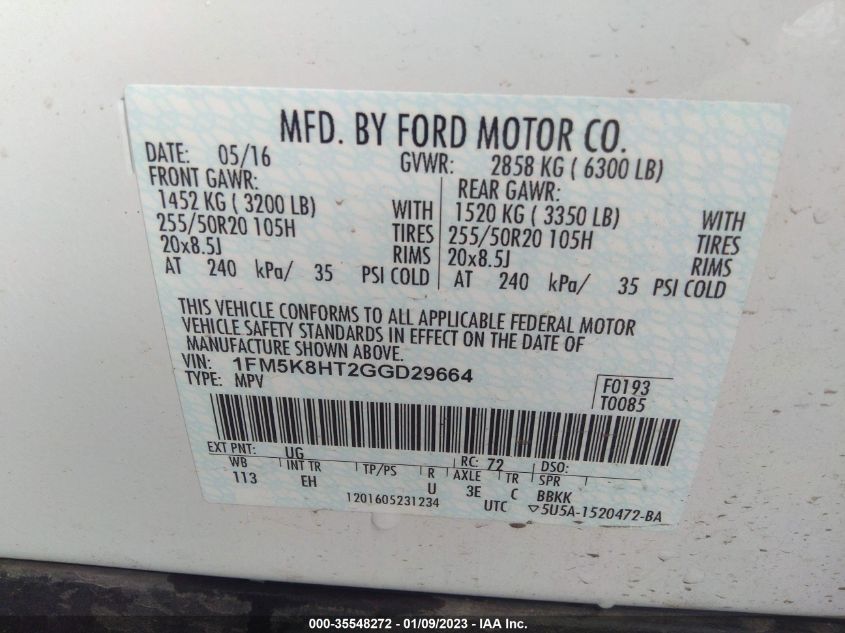 MFD. BY FORD MOTOR CO.
DATE: 05/16 GVWR: 2858 KG ( 6300 LB)
FRONT GAWR: REAR GAWR:
1452 KG ( 3200 LB) WITH 1520 KG ( 3350 LB) WITH
255/50R20 105H TIRES 255/50R20 105H TIRES
20x8.5J RIMS 20x8.5J RIMS
AT 240 kPa/ 35 PSI COLD AT 240 kPa/ 35 PSI COLD
THIS VEHICLE CONFORMS TO ALL APPLICABLE FEDERAL MOTOR
VEHICLE SAFETY STANDARDS IN EFFECT ON THE DATE OF
MANUFACTURE SHOWN ABOVE.
VIN: 1FM5K8HT2GGD29664
TYPE: MPV
F0193
T0085
EXT PNT: UG RC: 72 DSO:
WB INT TR TP/PS R AXLE TR SPR
113 EH U 3E C BBKK
1201605231234 UTC ▽5U5A-1520472-BA
000-35548272 - 01/09/2023 - IAA Inc.